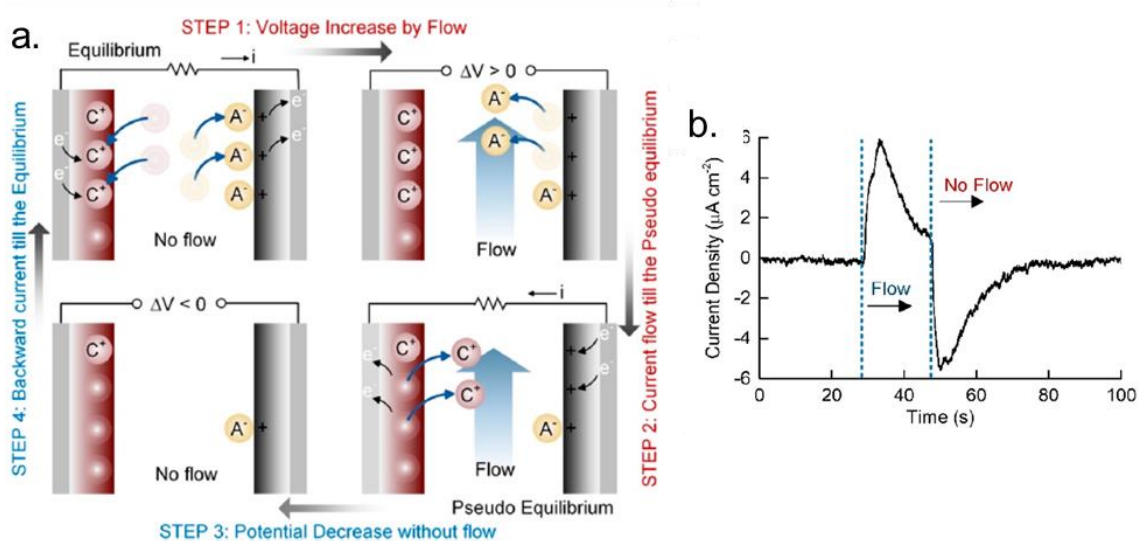 a.
STEP 1: Voltage Increase by Flow
Equilibrium
i
ΔV > 0
C⁺
A⁻
+
e⁻
A⁻
C⁺
A⁻
+
e⁻
C⁺
A⁻
+
e⁻
C⁺
A⁻
+
e⁻
C⁺
A⁻
+
No flow
C⁺
A⁻
+
Flow
STEP 2: Current flow till the Pseudo equilibrium
STEP 4: Backward current till the Equilibrium
ΔV < 0
i
C⁺
C⁺
C⁺
+
e⁻
e⁻
e⁻
+
e⁻
A⁻
+
No flow
A⁻
+
Flow
Pseudo Equilibrium
STEP 3: Potential Decrease without flow
b.
Current Density (μA cm⁻²)
6
4
2
0
-2
-4
-6
No Flow
Flow
0
20
40
60
80
100
Time (s)